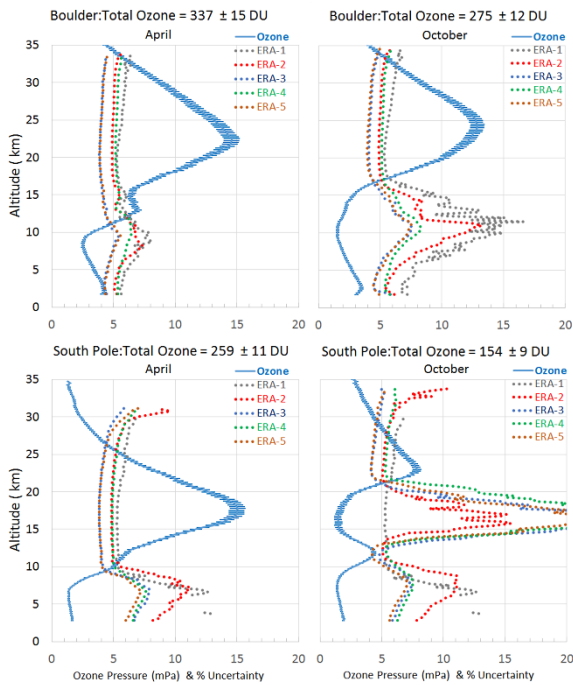 Boulder:Total Ozone = 337 ± 15 DU
April
Altitude ( km)
35
30
25
20
15
10
5
0
0 5 10 15 20
Ozone
ERA-1
ERA-2
ERA-3
ERA-4
ERA-5
Boulder:Total Ozone = 275 ± 12 DU
October
35
30
25
20
15
10
5
0
0 5 10 15 20
Ozone
ERA-1
ERA-2
ERA-3
ERA-4
ERA-5
South Pole:Total Ozone = 259 ± 11 DU
April
Altitude ( km)
35
30
25
20
15
10
5
0
0 5 10 15 20
Ozone Pressure (mPa) & % Uncertainty
Ozone
ERA-1
ERA-2
ERA-3
ERA-4
ERA-5
South Pole:Total Ozone = 154 ± 9 DU
October
35
30
25
20
15
10
5
0
0 5 10 15 20
Ozone Pressure (mPa) & % Uncertainty
Ozone
ERA-1
ERA-2
ERA-3
ERA-4
ERA-5